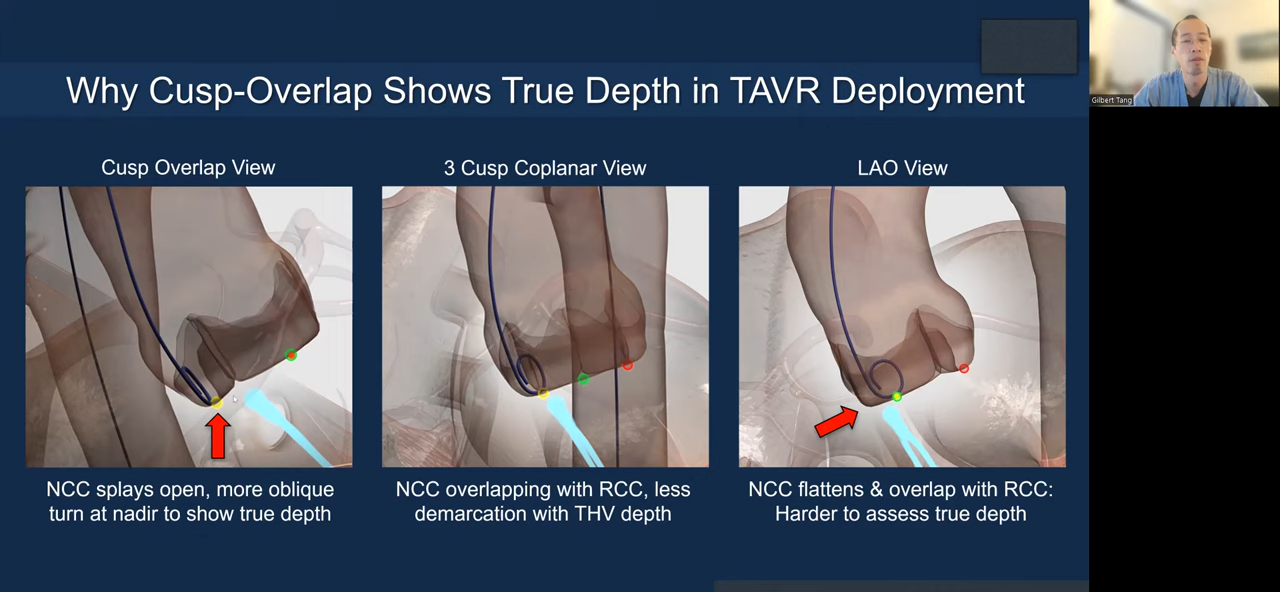 Why Cusp-Overlap Shows True Depth in TAVR Deployment
Gilbert Tang
Cusp Overlap View
3 Cusp Coplanar View
LAO View
NCC splays open, more oblique
turn at nadir to show true depth
NCC overlapping with RCC, less
demarcation with THV depth
NCC flattens & overlap with RCC:
Harder to assess true depth